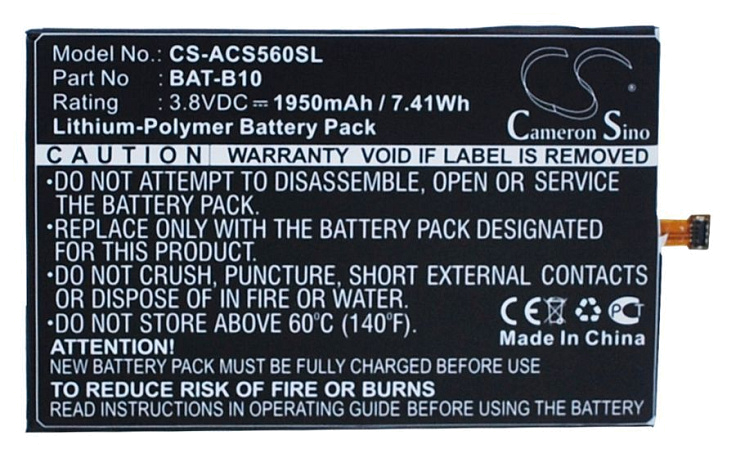 Model No.: CS-ACS560SL
Part No : BAT-B10
Rating : 3.8VDC ⎓ 1950mAh / 7.41Wh
Lithium-Polymer Battery Pack
CS
Cameron Sino
CAUTION WARRANTY VOID IF LABEL IS REMOVED
•DO NOT ATTEMPT TO DISASSEMBLE, OPEN OR SERVICE
THE BATTERY PACK.
•REPLACE ONLY WITH THE BATTERY PACK DESIGNATED
FOR THIS PRODUCT.
•DO NOT CRUSH, PUNCTURE, SHORT EXTERNAL CONTACTS
OR DISPOSE OF IN FIRE OR WATER.
•DO NOT STORE ABOVE 60°C (140°F).
CE PCT
Made In China
ATTENTION!
NEW BATTERY PACK MUST BE FULLY CHARGED BEFORE USE
TO REDUCE RISK OF FIRE OR BURNS
READ INSTRUCTIONS IN OPERATING GUIDE BEFORE USING THE BATTERY